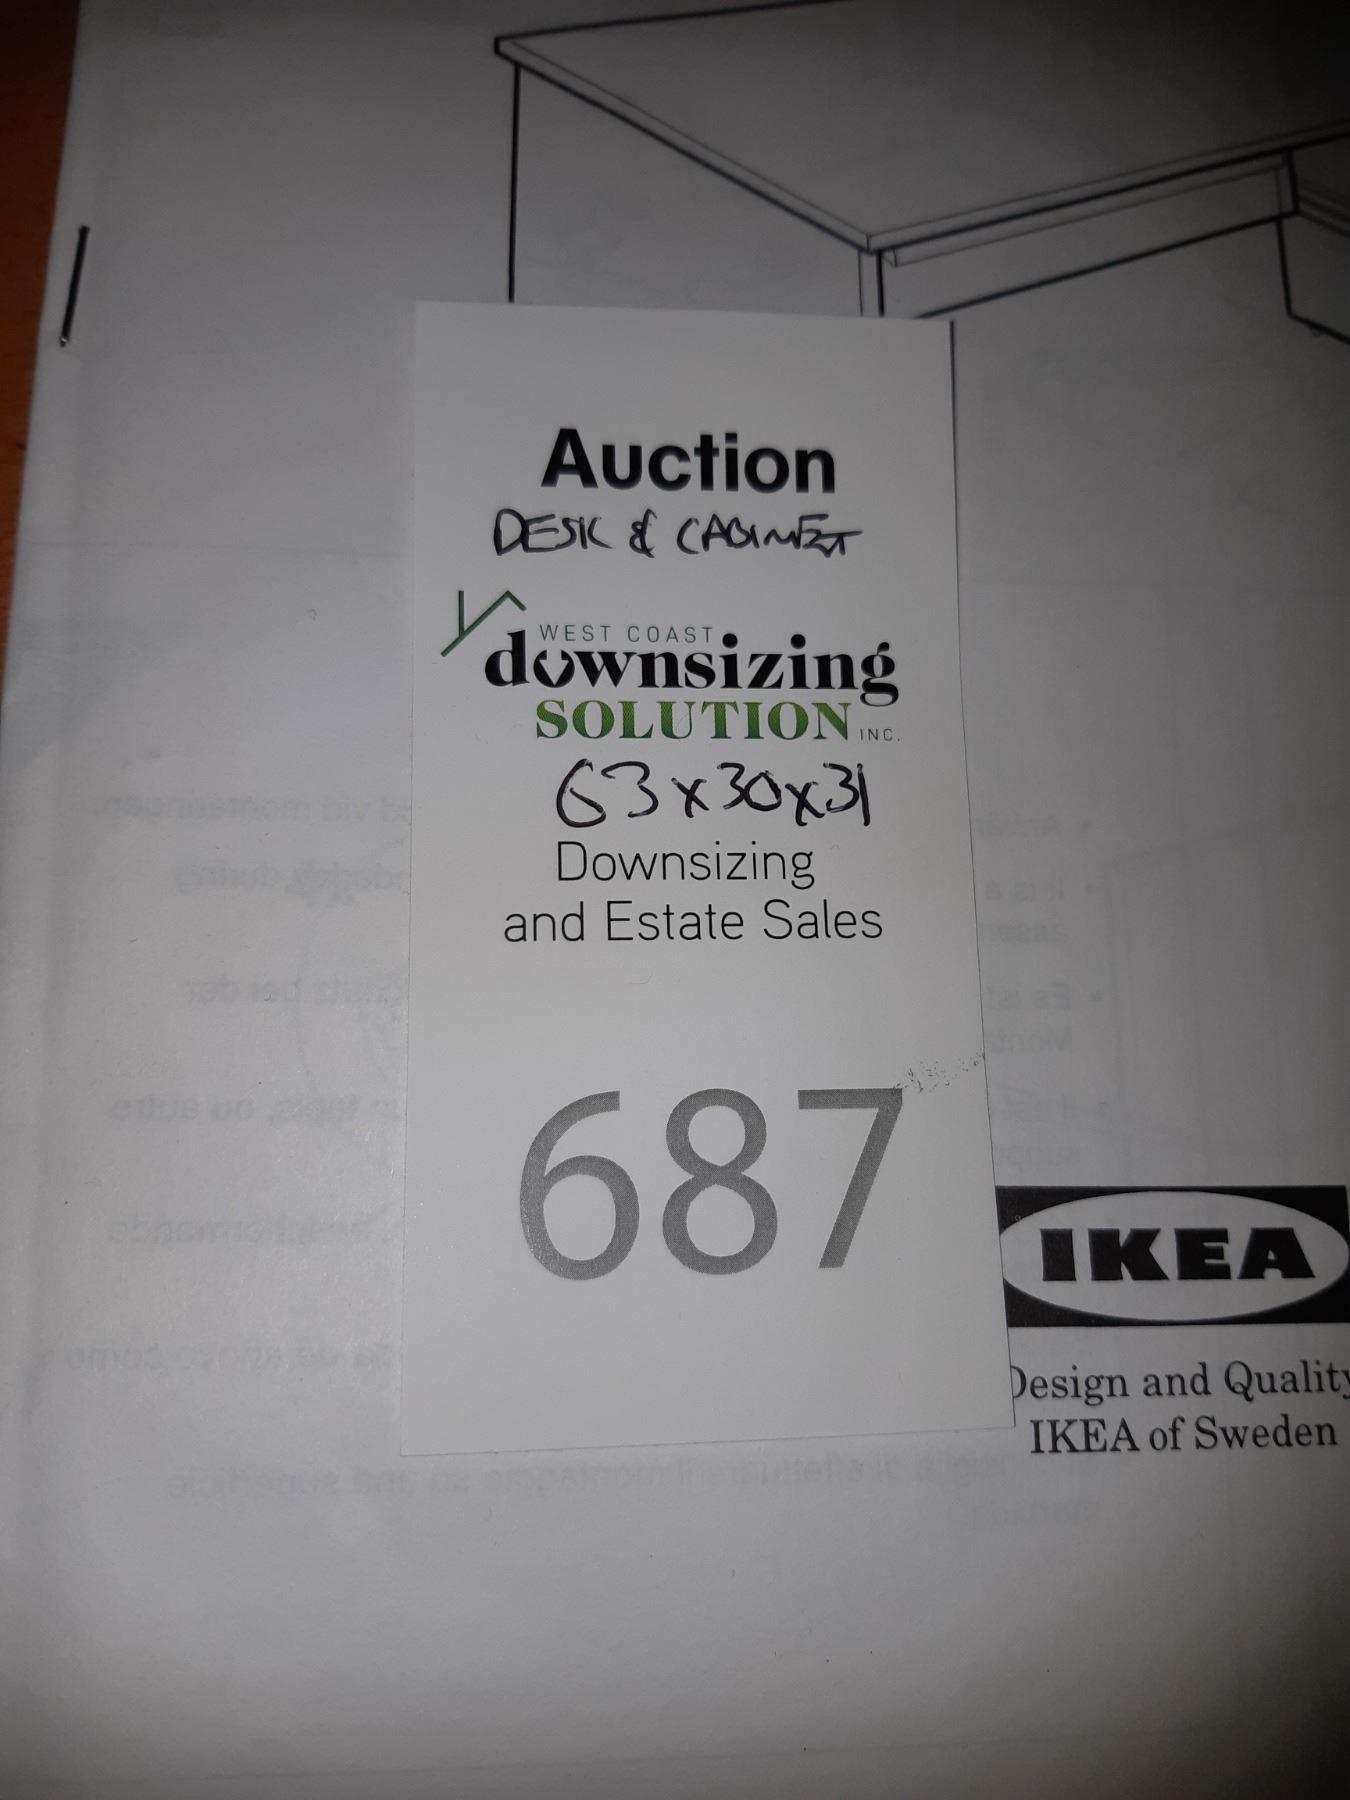 Auction
DESK & CABINET
WEST COAST
downsizing
SOLUTION INC.
63x30x31
Downsizing
and Estate Sales
687
IKEA
Design and Quality
IKEA of Sweden